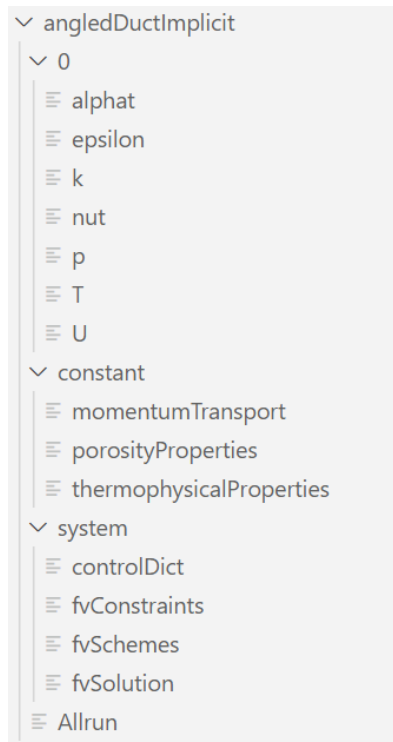 angledDuctImplicit
0
alphat
epsilon
k
nut
p
T
U
constant
momentumTransport
porosityProperties
thermophysicalProperties
system
controlDict
fvConstraints
fvSchemes
fvSolution
Allrun